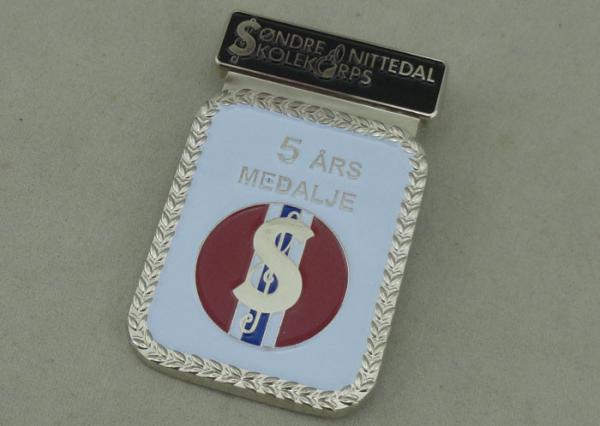 SØNDRE NITTEDAL
SKOLEKORPS
5 ÅRS
MEDALJE
S